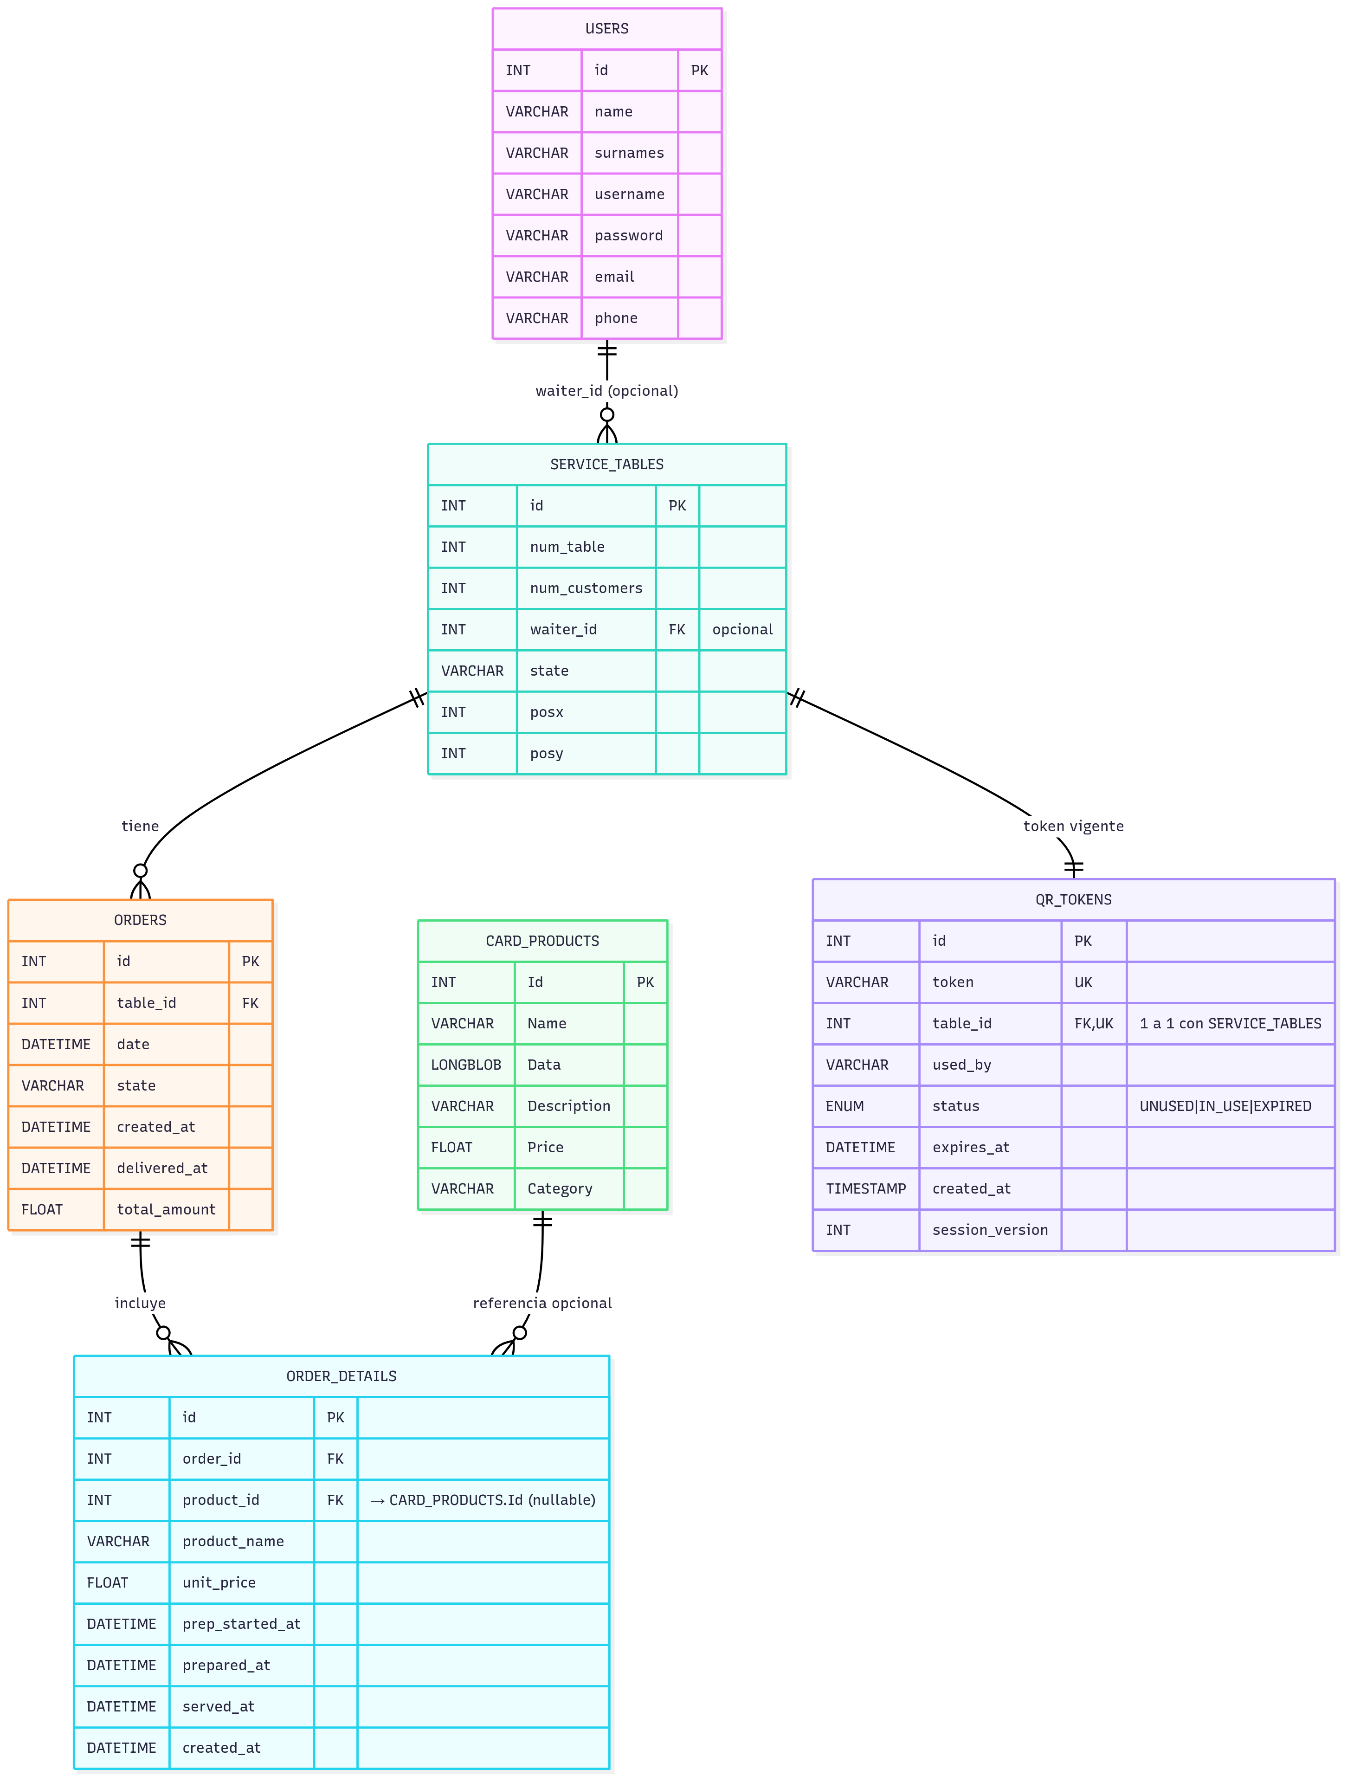 USERS
INT id PK
VARCHAR name
VARCHAR surnames
VARCHAR username
VARCHAR password
VARCHAR email
VARCHAR phone
waiter_id (opcional)
SERVICE_TABLES
INT id PK
INT num_table
INT num_customers
INT waiter_id FK opcional
VARCHAR state
INT posx
INT posy
tiene
token vigente
ORDERS
INT id PK
INT table_id FK
DATETIME date
VARCHAR state
DATETIME created_at
DATETIME delivered_at
FLOAT total_amount
CARD_PRODUCTS
INT Id PK
VARCHAR Name
LONGBLOB Data
VARCHAR Description
FLOAT Price
VARCHAR Category
QR_TOKENS
INT id PK
VARCHAR token UK
INT table_id FK,UK 1 a 1 con SERVICE_TABLES
VARCHAR used_by
ENUM status UNUSED|IN_USE|EXPIRED
DATETIME expires_at
TIMESTAMP created_at
INT session_version
incluye
referencia opcional
ORDER_DETAILS
INT id PK
INT order_id FK
INT product_id FK → CARD_PRODUCTS.Id (nullable)
VARCHAR product_name
FLOAT unit_price
DATETIME prep_started_at
DATETIME prepared_at
DATETIME served_at
DATETIME created_at